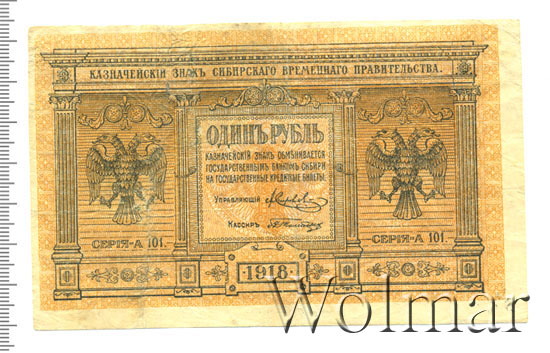 КАЗНАЧЕЙСКІЙ ЗНАКЪ СИБИРСКАГО ВРЕМЕННАГО ПРАВИТЕЛЬСТВА.
ОДИНЪ РУБЛЬ
КАЗНАЧЕЙСКІЙ ЗНАКЪ ОБМѢНИВАЕТСЯ
ГОСУДАРСТВЕННЫМЪ БАНКОМЪ СИБИРИ
НА ГОСУДАРСТВЕННЫЕ КРЕДИТНЫЕ БИЛЕТЫ.
УПРАВЛЯЮЩІЙ
КАССИРЪ
СЕРІЯ-А 101.
СЕРІЯ-А 101.
1918
Wolmar